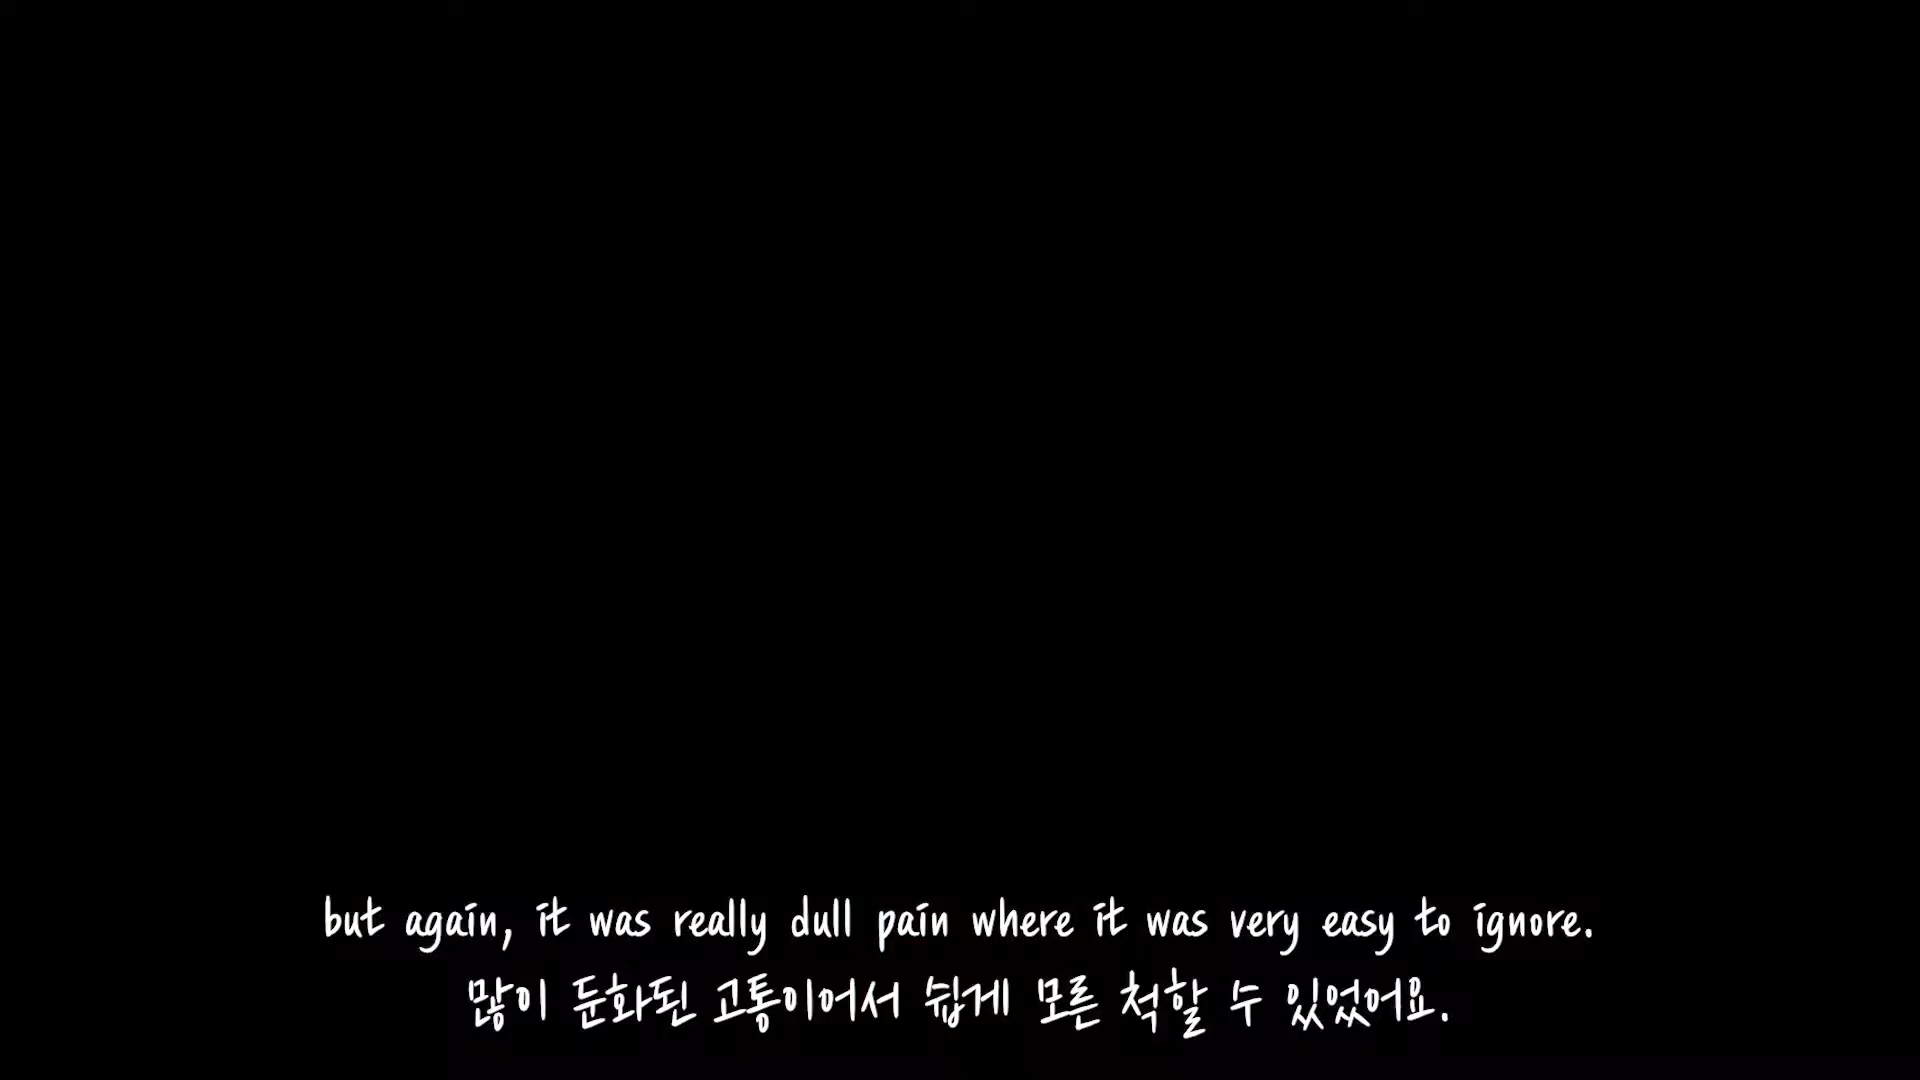 but again, it was really dull pain where it was very easy to ignore.
많이 둔화된 고통이어서 쉽게 모른 척할 수 있었어요.